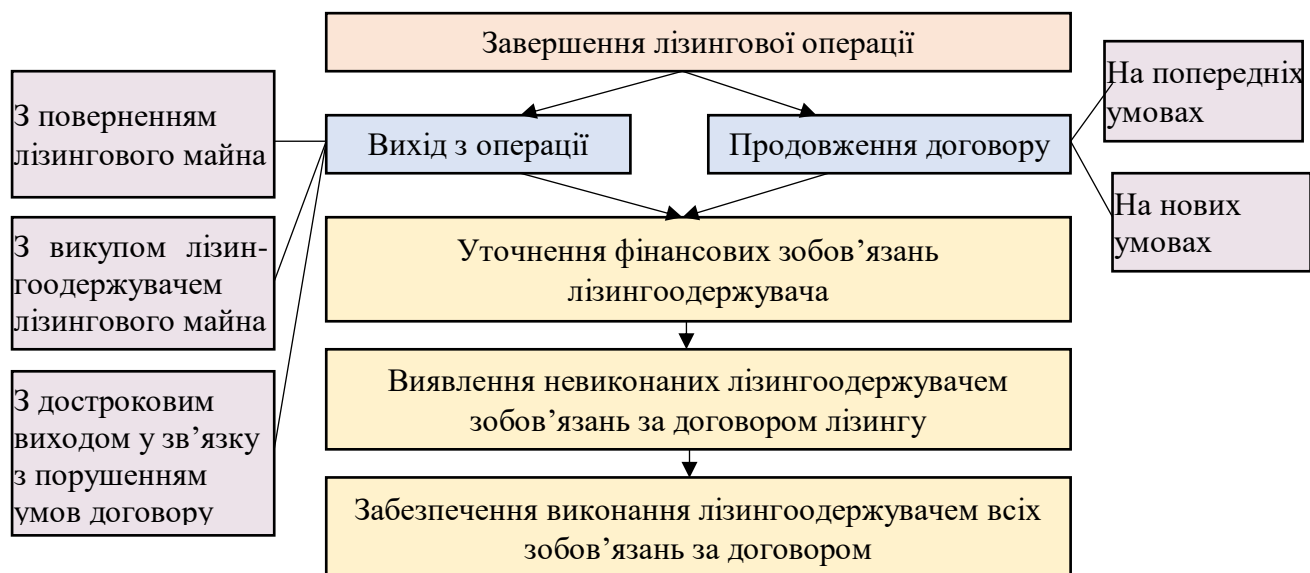 Завершення лізингової операції
З поверненням
лізингового майна
Вихід з операції
Продовження договору
На попередніх
умовах
На нових
умовах
З викупом лізин-
гоодержувачем
лізингового майна
З достроковим
виходом у зв’язку
з порушенням
умов договору
Уточнення фінансових зобов’язань
лізингоодержувача
Виявлення невиконаних лізингоодержувачем
зобов’язань за договором лізингу
Забезпечення виконання лізингоодержувачем всіх
зобов’язань за договором